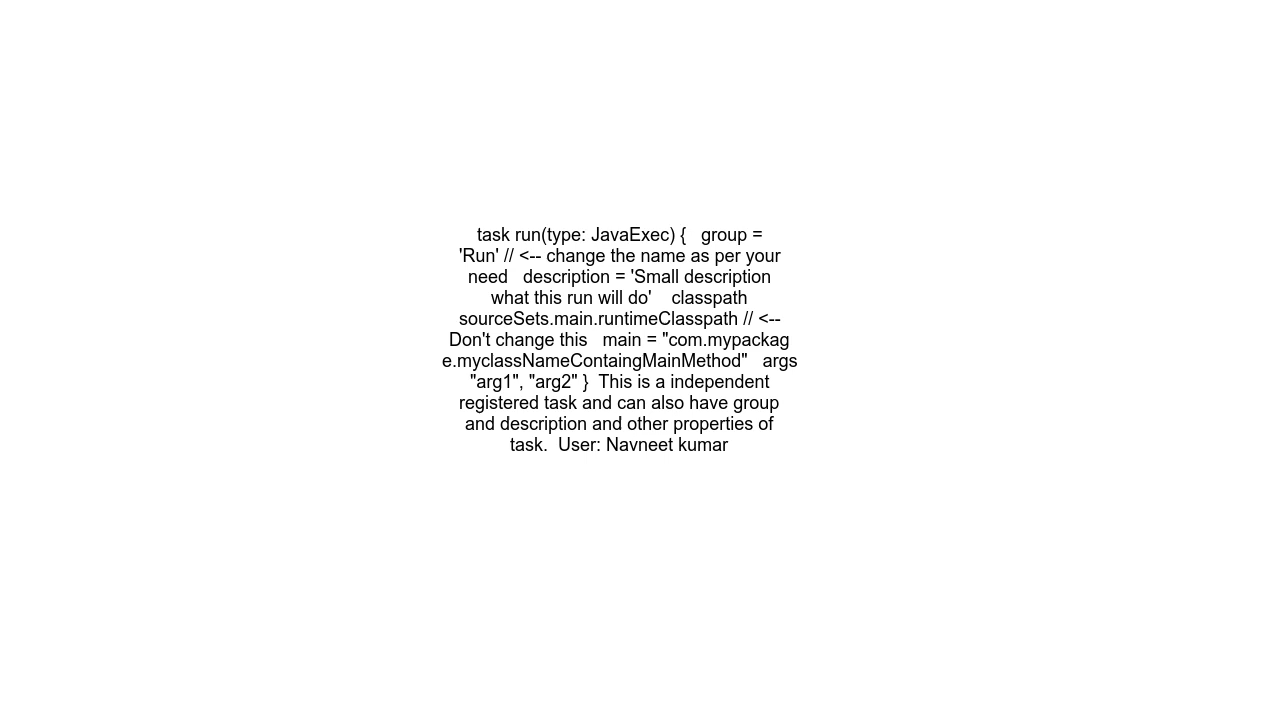 task run(type: JavaExec) {   group =
'Run' // <-- change the name as per your
need   description = 'Small description
what this run will do'    classpath
sourceSets.main.runtimeClasspath // <--
Don't change this   main = "com.mypackag
e.myclassNameContaingMainMethod"   args
"arg1", "arg2" }  This is a independent
registered task and can also have group
and description and other properties of
task.  User: Navneet kumar